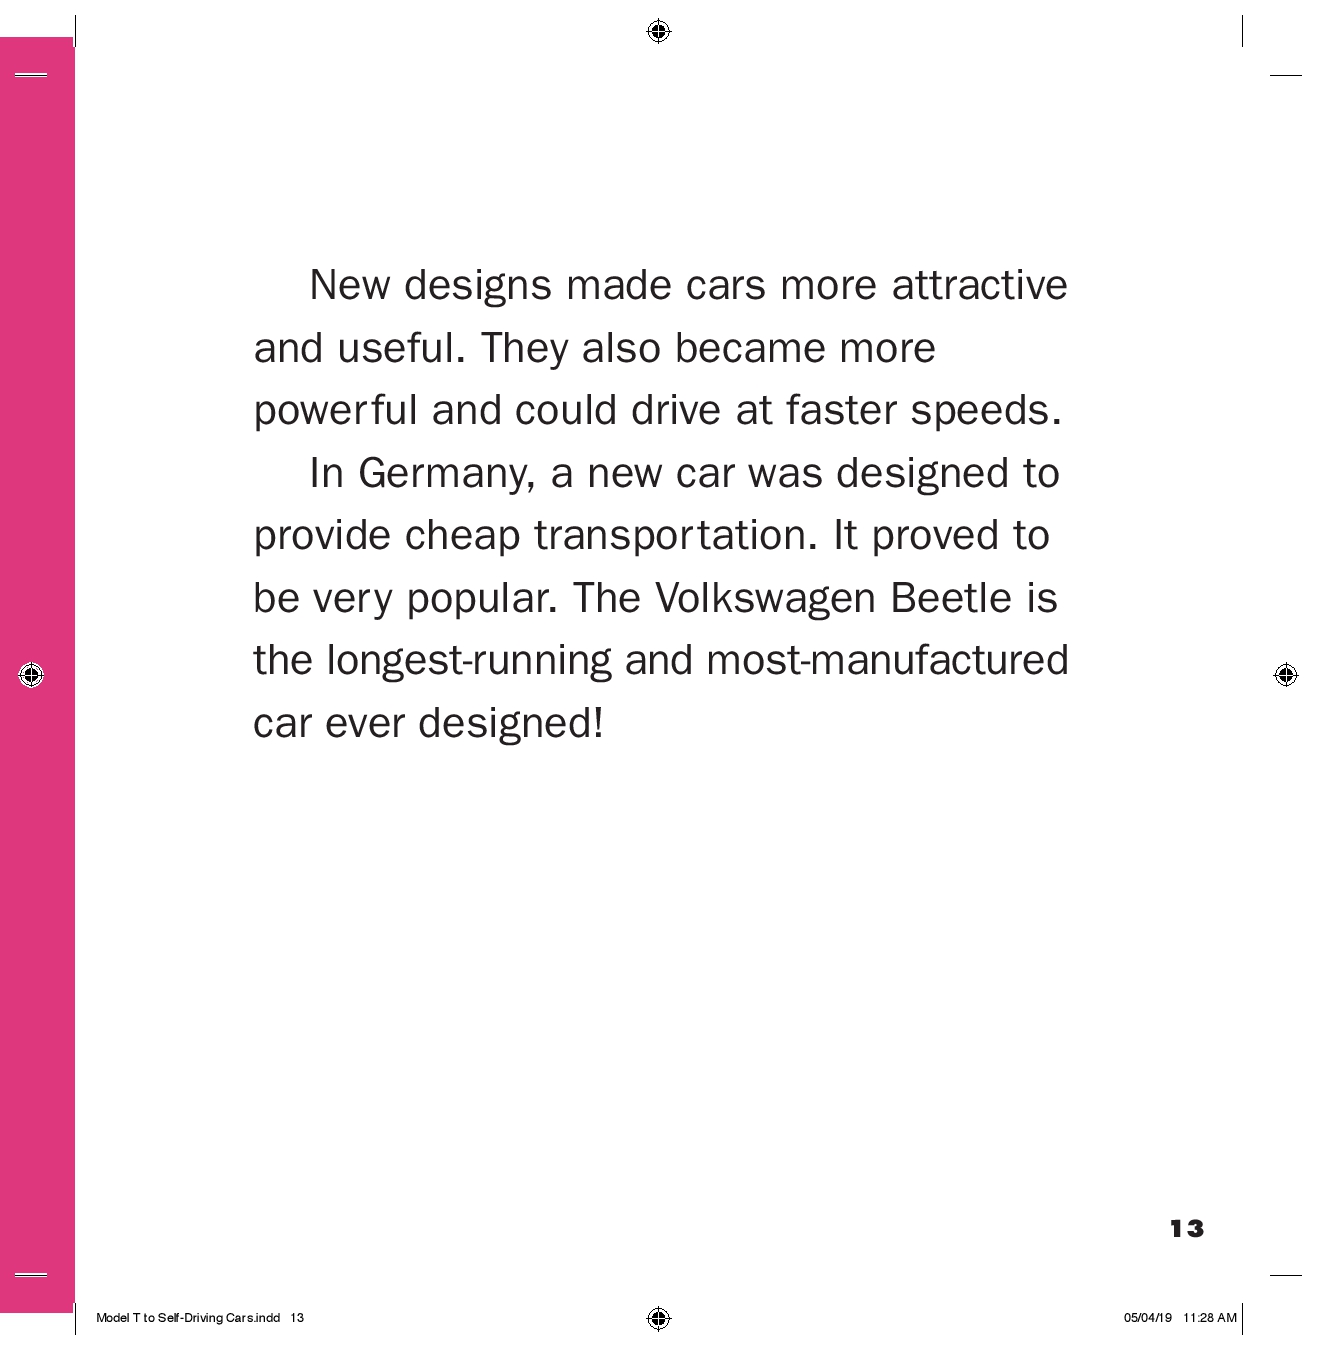 New designs made cars more attractive
and useful. They also became more
powerful and could drive at faster speeds.
In Germany, a new car was designed to
provide cheap transportation. It proved to
be very popular. The Volkswagen Beetle is
the longest-running and most-manufactured
car ever designed!
13
Model T to Self-Driving Cars.indd 13
05/04/19 11:28 AM